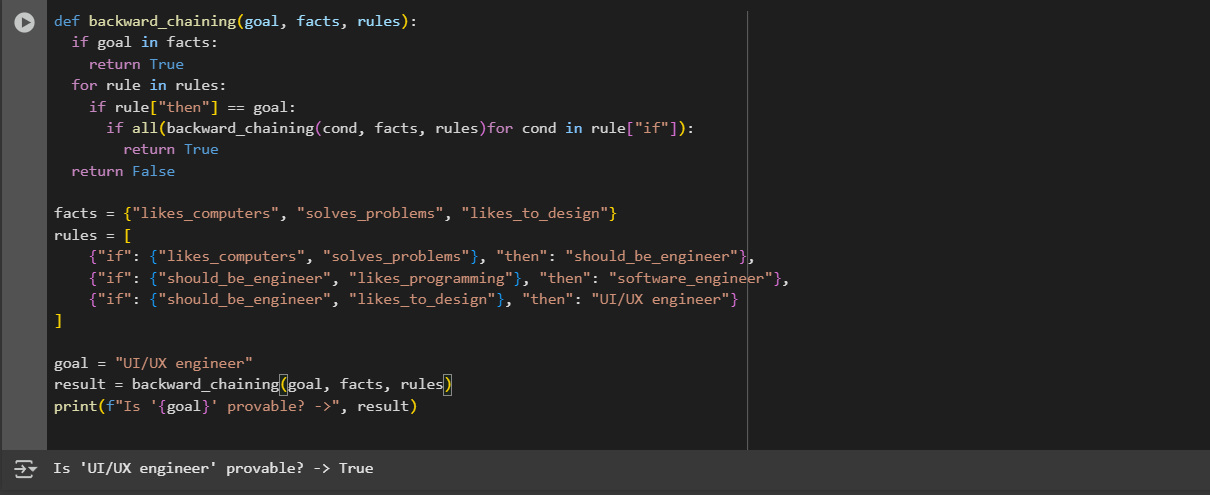 def backward_chaining(goal, facts, rules):
  if goal in facts:
    return True
  for rule in rules:
    if rule["then"] == goal:
      if all(backward_chaining(cond, facts, rules)for cond in rule["if"]):
        return True
  return False

facts = {"likes_computers", "solves_problems", "likes_to_design"}
rules = [
    {"if": {"likes_computers", "solves_problems"}, "then": "should_be_engineer"},
    {"if": {"should_be_engineer", "likes_programming"}, "then": "software_engineer"},
    {"if": {"should_be_engineer", "likes_to_design"}, "then": "UI/UX engineer"}
]

goal = "UI/UX engineer"
result = backward_chaining(goal, facts, rules)
print(f"Is '{goal}' provable? ->", result)

Is 'UI/UX engineer' provable? -> True